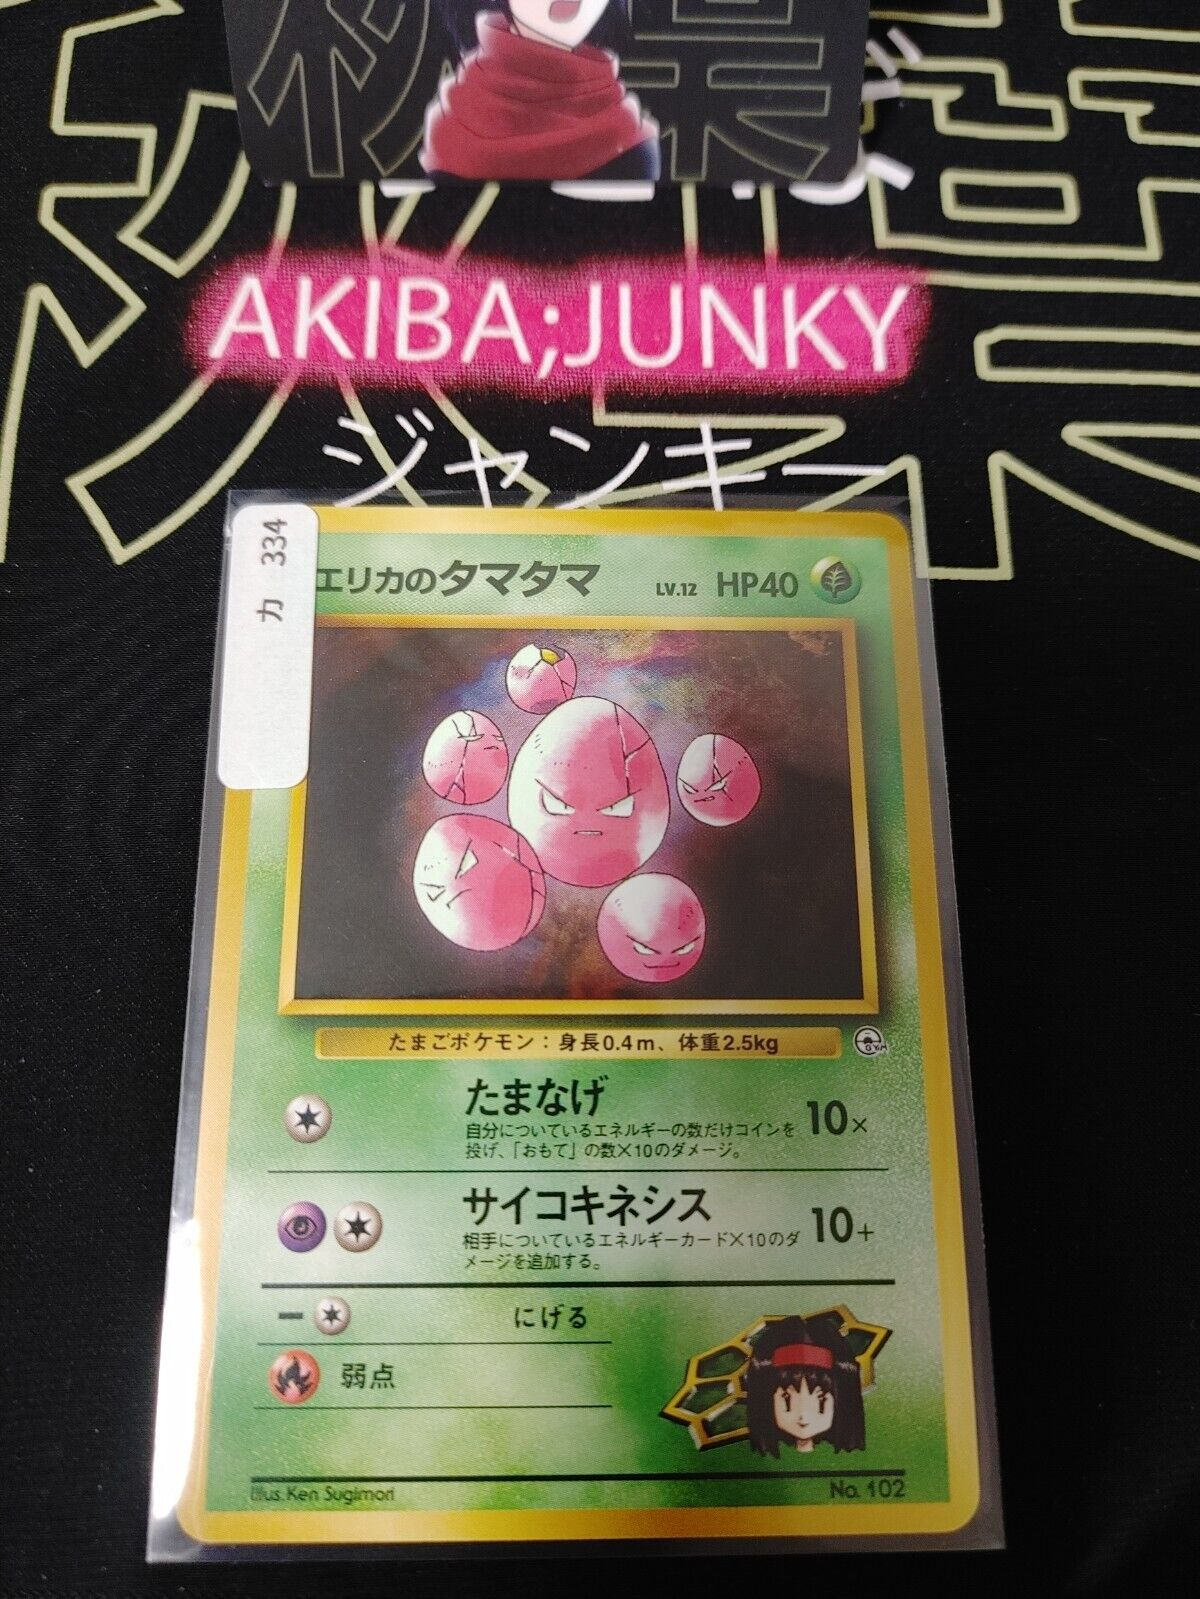 AKIBA;JUNKY
ジャンキー
カ 334
エリカのタマタマ LV.12 HP40
たまごポケモン:身長0.4m、体重2.5kg
たまなげ 10×
自分についているエネルギーの数だけコインを
投げ、「おもて」の数×10のダメージ。
サイコキネシス 10+
相手についているエネルギーカード×10のダ
メージを追加する。
にげる
弱点
Illus. Ken Sugimori No. 102